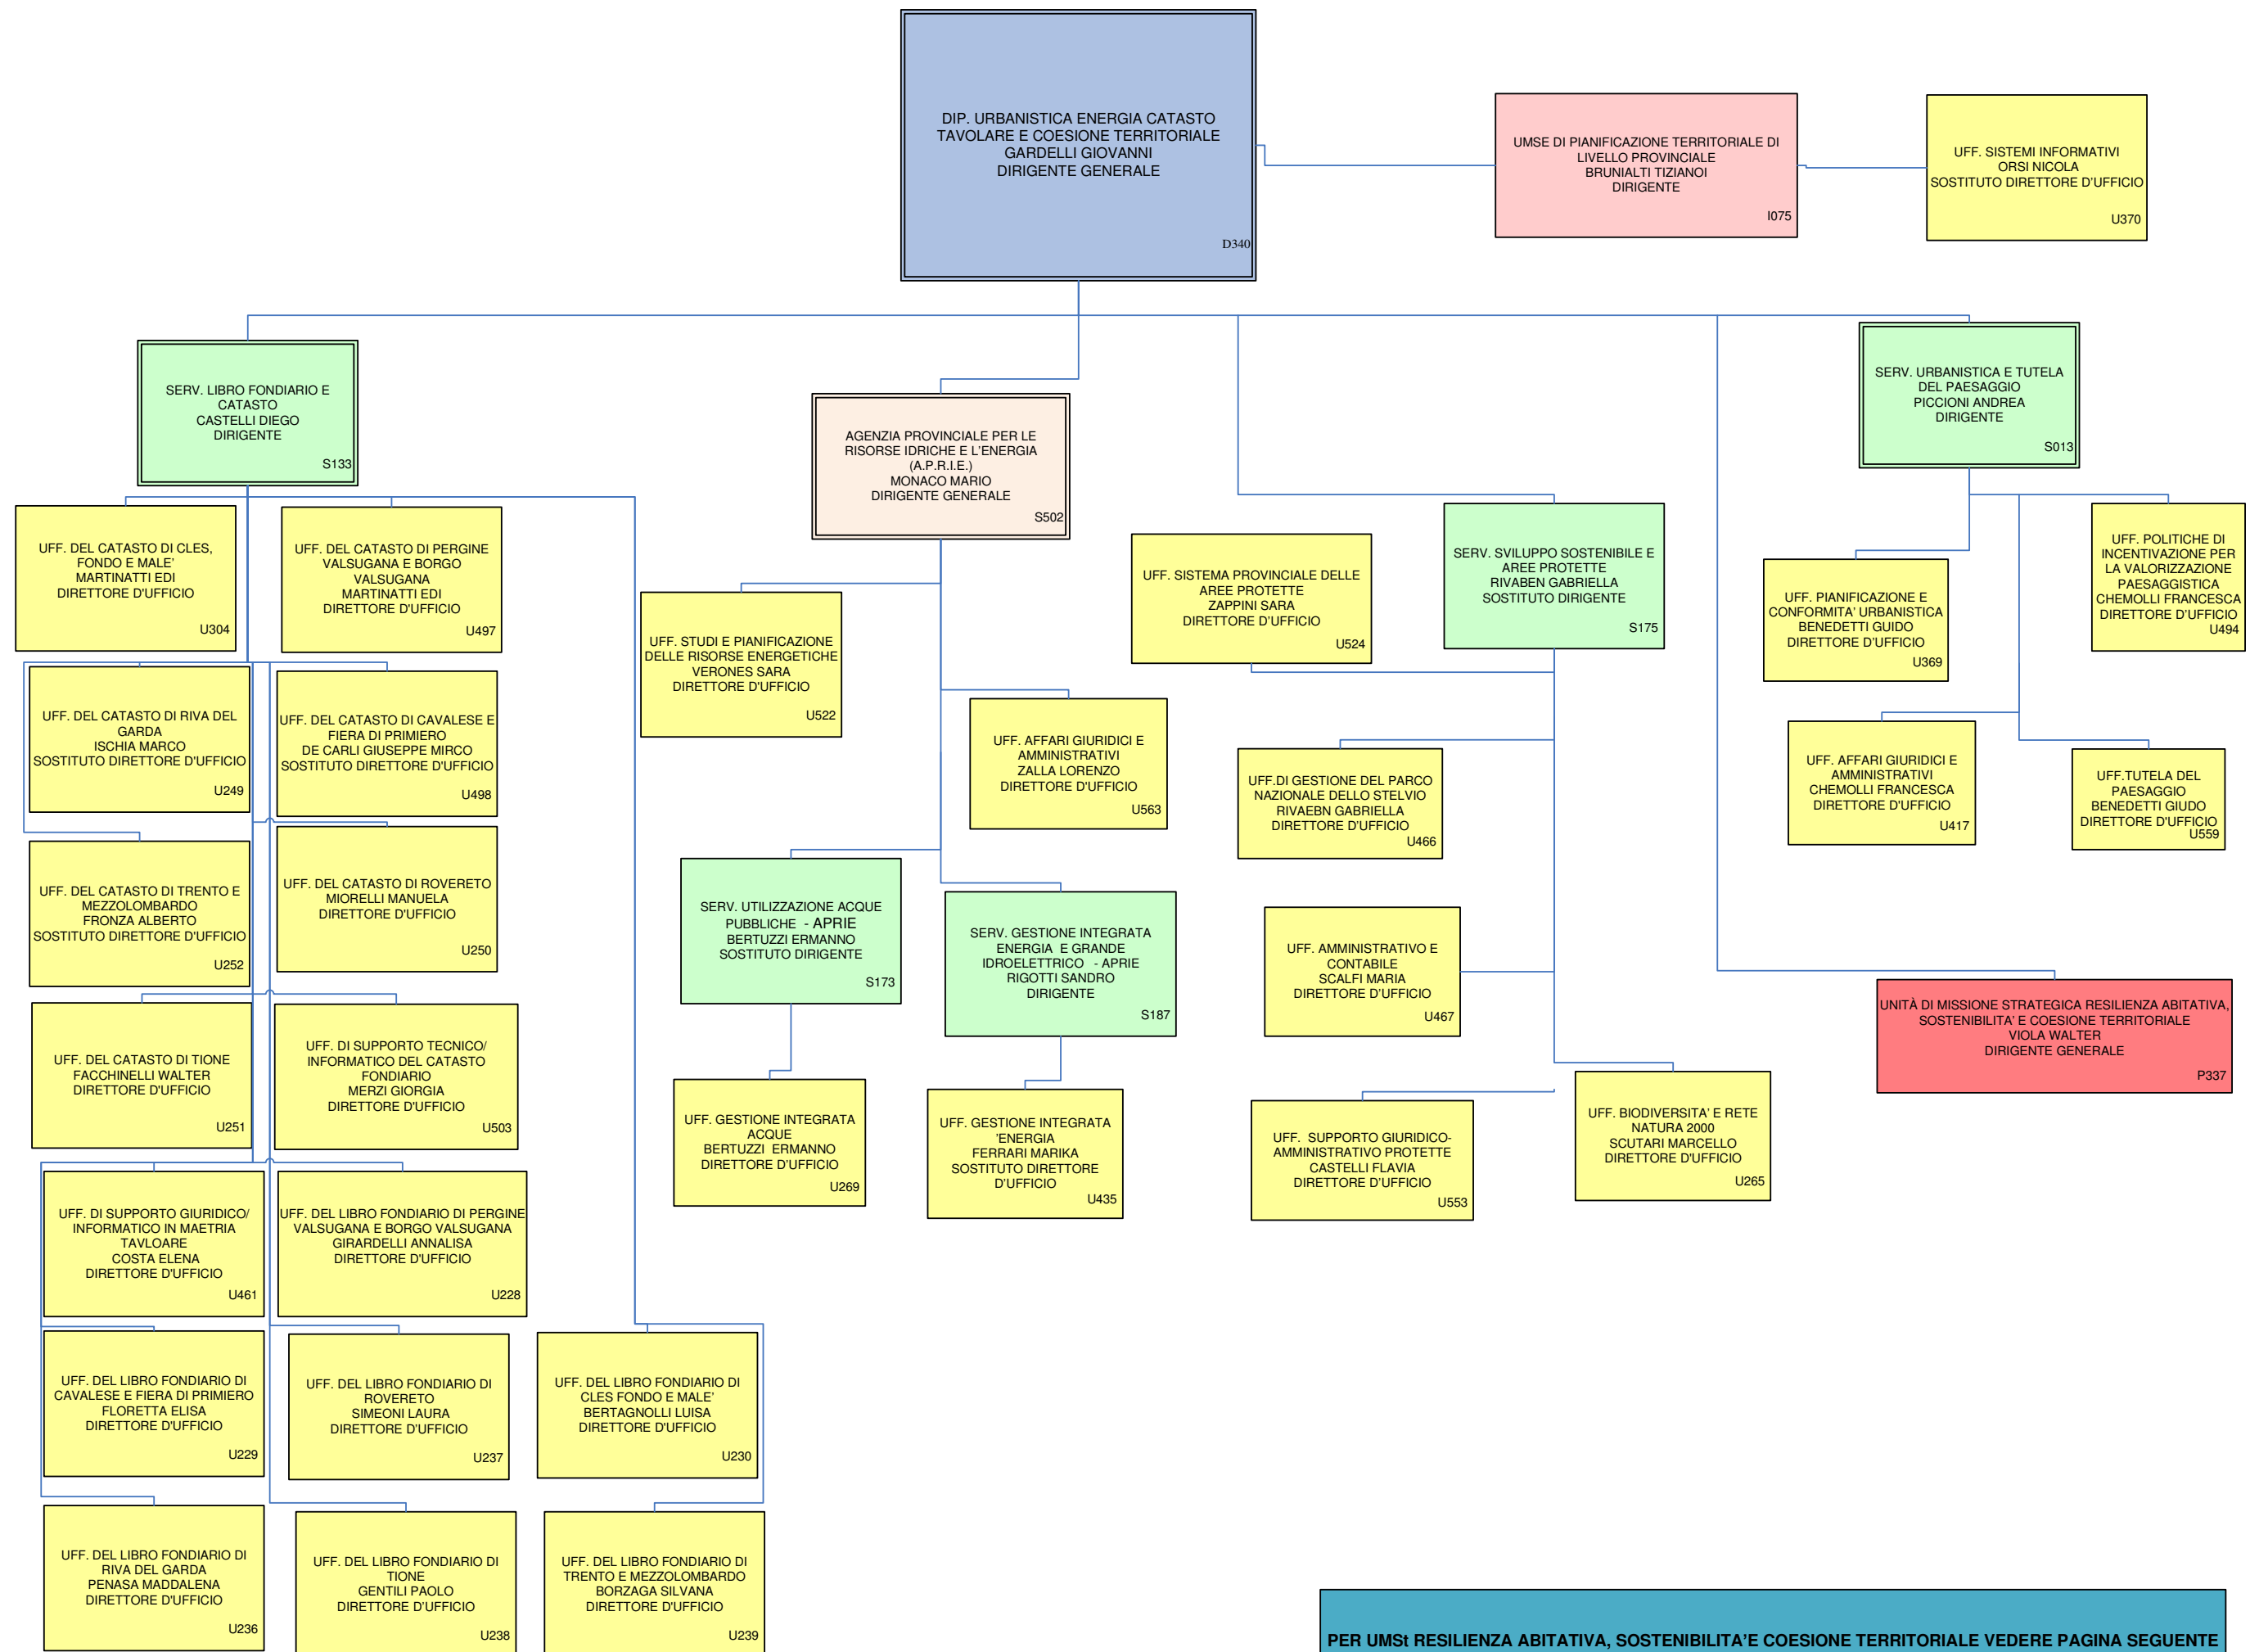 DIP. URBANISTICA ENERGIA CATASTO
TAVOLARE E COESIONE TERRITORIALE
GARDELLI GIOVANNI
DIRIGENTE GENERALE
D340
UMSE DI PIANIFICAZIONE TERRITORIALE DI
LIVELLO PROVINCIALE
BRUNIALTI TIZIANOI
DIRIGENTE
I075
UFF. SISTEMI INFORMATIVI
ORSI NICOLA
SOSTITUTO DIRETTORE D'UFFICIO
U370
SERV. LIBRO FONDIARIO E
CATASTO
CASTELLI DIEGO
DIRIGENTE
S133
AGENZIA PROVINCIALE PER LE
RISORSE IDRICHE E L'ENERGIA
(A.P.R.I.E.)
MONACO MARIO
DIRIGENTE GENERALE
S502
SERV. SVILUPPO SOSTENIBILE E
AREE PROTETTE
RIVABEN GABRIELLA
SOSTITUTO DIRIGENTE
S175
SERV. URBANISTICA E TUTELA
DEL PAESAGGIO
PICCIONI ANDREA
DIRIGENTE
S013
UFF. DEL CATASTO DI CLES,
FONDO E MALE'
MARTINATTI EDI
DIRETTORE D'UFFICIO
U304
UFF. DEL CATASTO DI PERGINE
VALSUGANA E BORGO
VALSUGANA
MARTINATTI EDI
DIRETTORE D'UFFICIO
U497
UFF. DEL CATASTO DI RIVA DEL
GARDA
ISCHIA MARCO
SOSTITUTO DIRETTORE D'UFFICIO
U249
UFF. DEL CATASTO DI CAVALESE E
FIERA DI PRIMIERO
DE CARLI GIUSEPPE MIRCO
SOSTITUTO DIRETTORE D'UFFICIO
U498
UFF. DEL CATASTO DI TRENTO E
MEZZOLOMBARDO
FRONZA ALBERTO
SOSTITUTO DIRETTORE D'UFFICIO
U252
UFF. DEL CATASTO DI ROVERETO
MIORELLI MANUELA
DIRETTORE D'UFFICIO
U250
UFF. DEL CATASTO DI TIONE
FACCHINELLI WALTER
DIRETTORE D'UFFICIO
U251
UFF. DI SUPPORTO TECNICO/
INFORMATICO DEL CATASTO
FONDIARIO
MERZI GIORGIA
DIRETTORE D'UFFICIO
U503
UFF. DI SUPPORTO GIURIDICO/
INFORMATICO IN MAETRIA
TAVLOARE
COSTA ELENA
DIRETTORE D'UFFICIO
U461
UFF. DEL LIBRO FONDIARIO DI PERGINE
VALSUGANA E BORGO VALSUGANA
GIRARDELLI ANNALISA
DIRETTORE D'UFFICIO
U228
UFF. DEL LIBRO FONDIARIO DI
CAVALESE E FIERA DI PRIMIERO
FLORETTA ELISA
DIRETTORE D'UFFICIO
U229
UFF. DEL LIBRO FONDIARIO DI
ROVERETO
SIMEONI LAURA
DIRETTORE D'UFFICIO
U237
UFF. DEL LIBRO FONDIARIO DI
CLES FONDO E MALE'
BERTAGNOLLI LUISA
DIRETTORE D'UFFICIO
U230
UFF. DEL LIBRO FONDIARIO DI
RIVA DEL GARDA
PENASA MADDALENA
DIRETTORE D'UFFICIO
U236
UFF. DEL LIBRO FONDIARIO DI
TIONE
GENTILI PAOLO
DIRETTORE D'UFFICIO
U238
UFF. DEL LIBRO FONDIARIO DI
TRENTO E MEZZOLOMBARDO
BORZAGA SILVANA
DIRETTORE D'UFFICIO
U239
UFF. STUDI E PIANIFICAZIONE
DELLE RISORSE ENERGETICHE
VERONES SARA
DIRETTORE D'UFFICIO
U522
UFF. AFFARI GIURIDICI E
AMMINISTRATIVI
ZALLA LORENZO
DIRETTORE D'UFFICIO
U563
SERV. UTILIZZAZIONE ACQUE
PUBBLICHE - APRIE
BERTUZZI ERMANNO
SOSTITUTO DIRIGENTE
S173
SERV. GESTIONE INTEGRATA
ENERGIA E GRANDE
IDROELETTRICO - APRIE
RIGOTTI SANDRO
DIRIGENTE
S187
UFF. GESTIONE INTEGRATA
ACQUE
BERTUZZI ERMANNO
DIRETTORE D'UFFICIO
U269
UFF. GESTIONE INTEGRATA
'ENERGIA
FERRARI MARIKA
SOSTITUTO DIRETTORE
D'UFFICIO
U435
UFF. SISTEMA PROVINCIALE DELLE
AREE PROTETTE
ZAPPINI SARA
DIRETTORE D'UFFICIO
U524
UFF.DI GESTIONE DEL PARCO
NAZIONALE DELLO STELVIO
RIVAEBN GABRIELLA
DIRETTORE D'UFFICIO
U466
UFF. AMMINISTRATIVO E
CONTABILE
SCALFI MARIA
DIRETTORE D'UFFICIO
U467
UFF. SUPPORTO GIURIDICO-
AMMINISTRATIVO PROTETTE
CASTELLI FLAVIA
DIRETTORE D'UFFICIO
U553
UFF. BIODIVERSITA' E RETE
NATURA 2000
SCUTARI MARCELLO
DIRETTORE D'UFFICIO
U265
UFF. PIANIFICAZIONE E
CONFORMITA' URBANISTICA
BENEDETTI GUIDO
DIRETTORE D'UFFICIO
U369
UFF. POLITICHE DI
INCENTIVAZIONE PER
LA VALORIZZAZIONE
PAESAGGISTICA
CHEMOLLI FRANCESCA
DIRETTORE D'UFFICIO
U494
UFF. AFFARI GIURIDICI E
AMMINISTRATIVI
CHEMOLLI FRANCESCA
DIRETTORE D'UFFICIO
U417
UFF.TUTELA DEL
PAESAGGIO
BENEDETTI GIUDO
DIRETTORE D'UFFICIO
U559
UNITÀ DI MISSIONE STRATEGICA RESILIENZA ABITATIVA,
SOSTENIBILITA' E COESIONE TERRITORIALE
VIOLA WALTER
DIRIGENTE GENERALE
P337
PER UMSt RESILIENZA ABITATIVA, SOSTENIBILITA'E COESIONE TERRITORIALE VEDERE PAGINA SEGUENTE